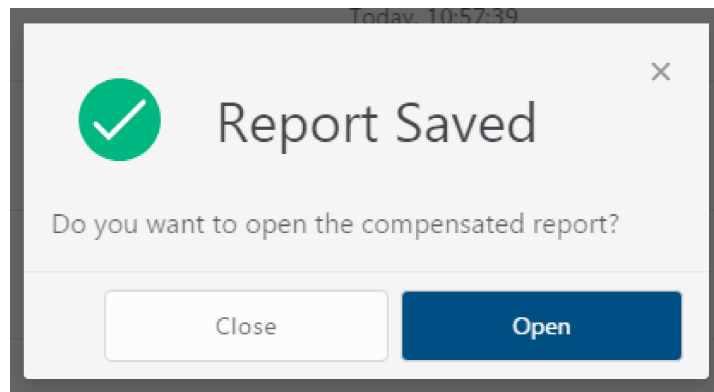 Today, 10:57:39
Report Saved
Do you want to open the compensated report?
Close
Open